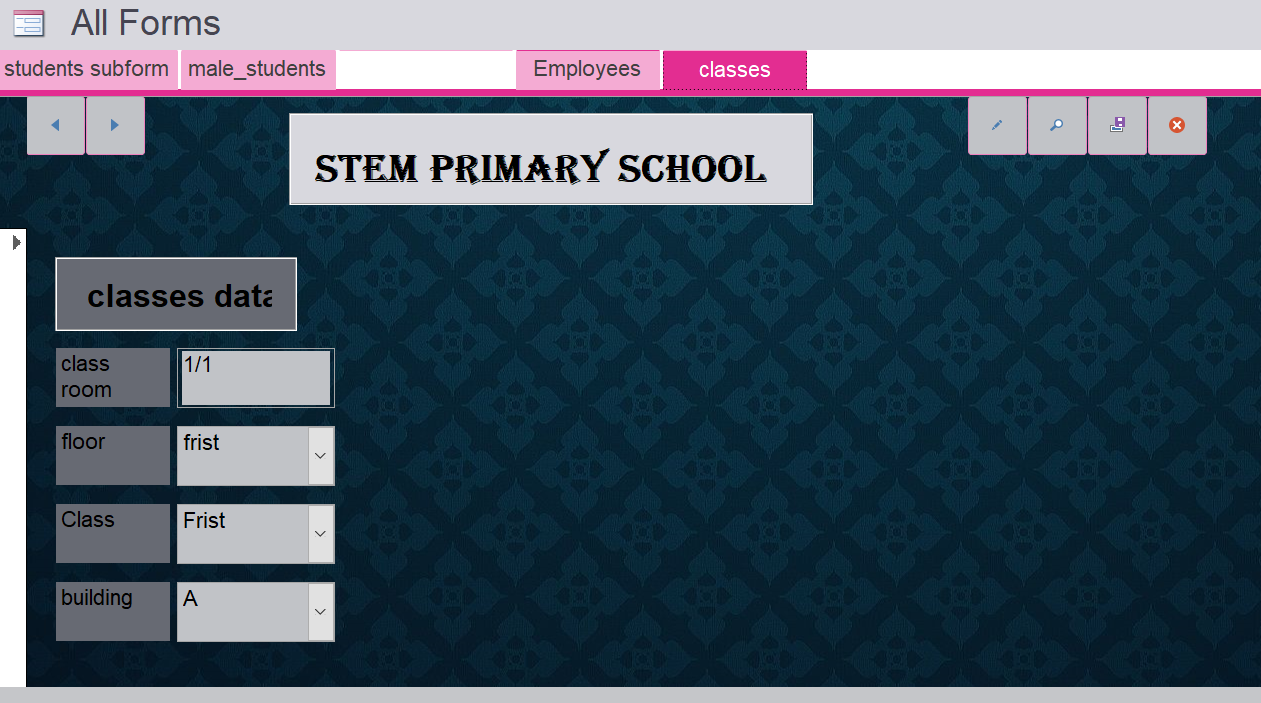 All Forms
students subform male_students Employees classes
STEM PRIMARY SCHOOL
classes data
class
room
1/1
floor frist
Class Frist
building A